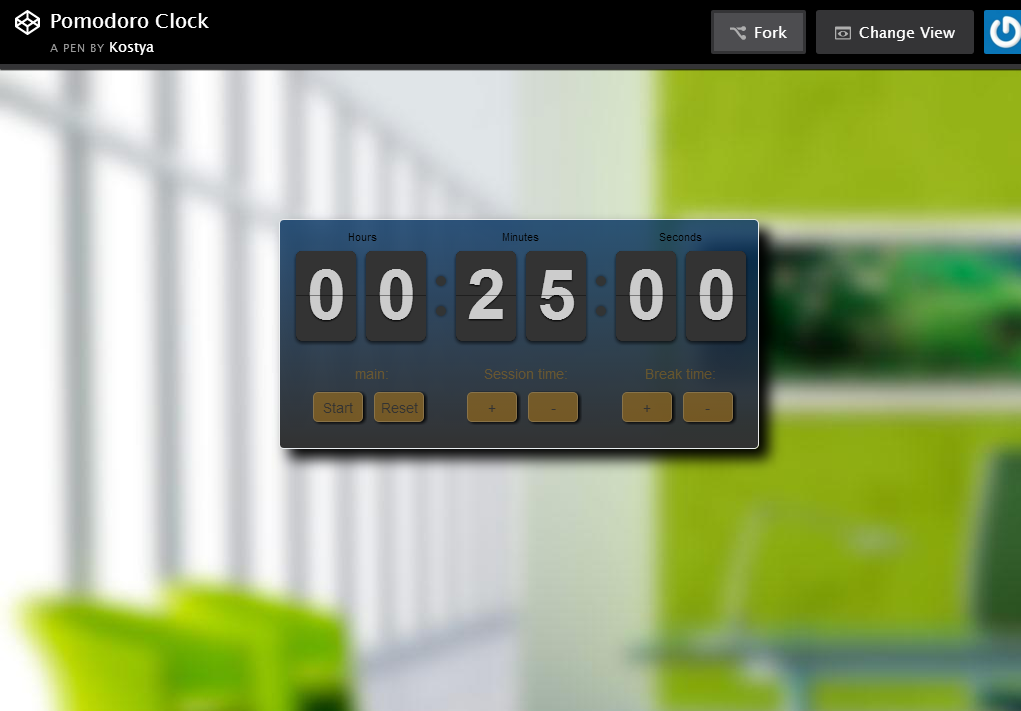 Pomodoro Clock
A PEN BY Kostya
Fork
Change View
Hours Minutes Seconds
00:25:00
main: Session time: Break time:
Start Reset + - + -